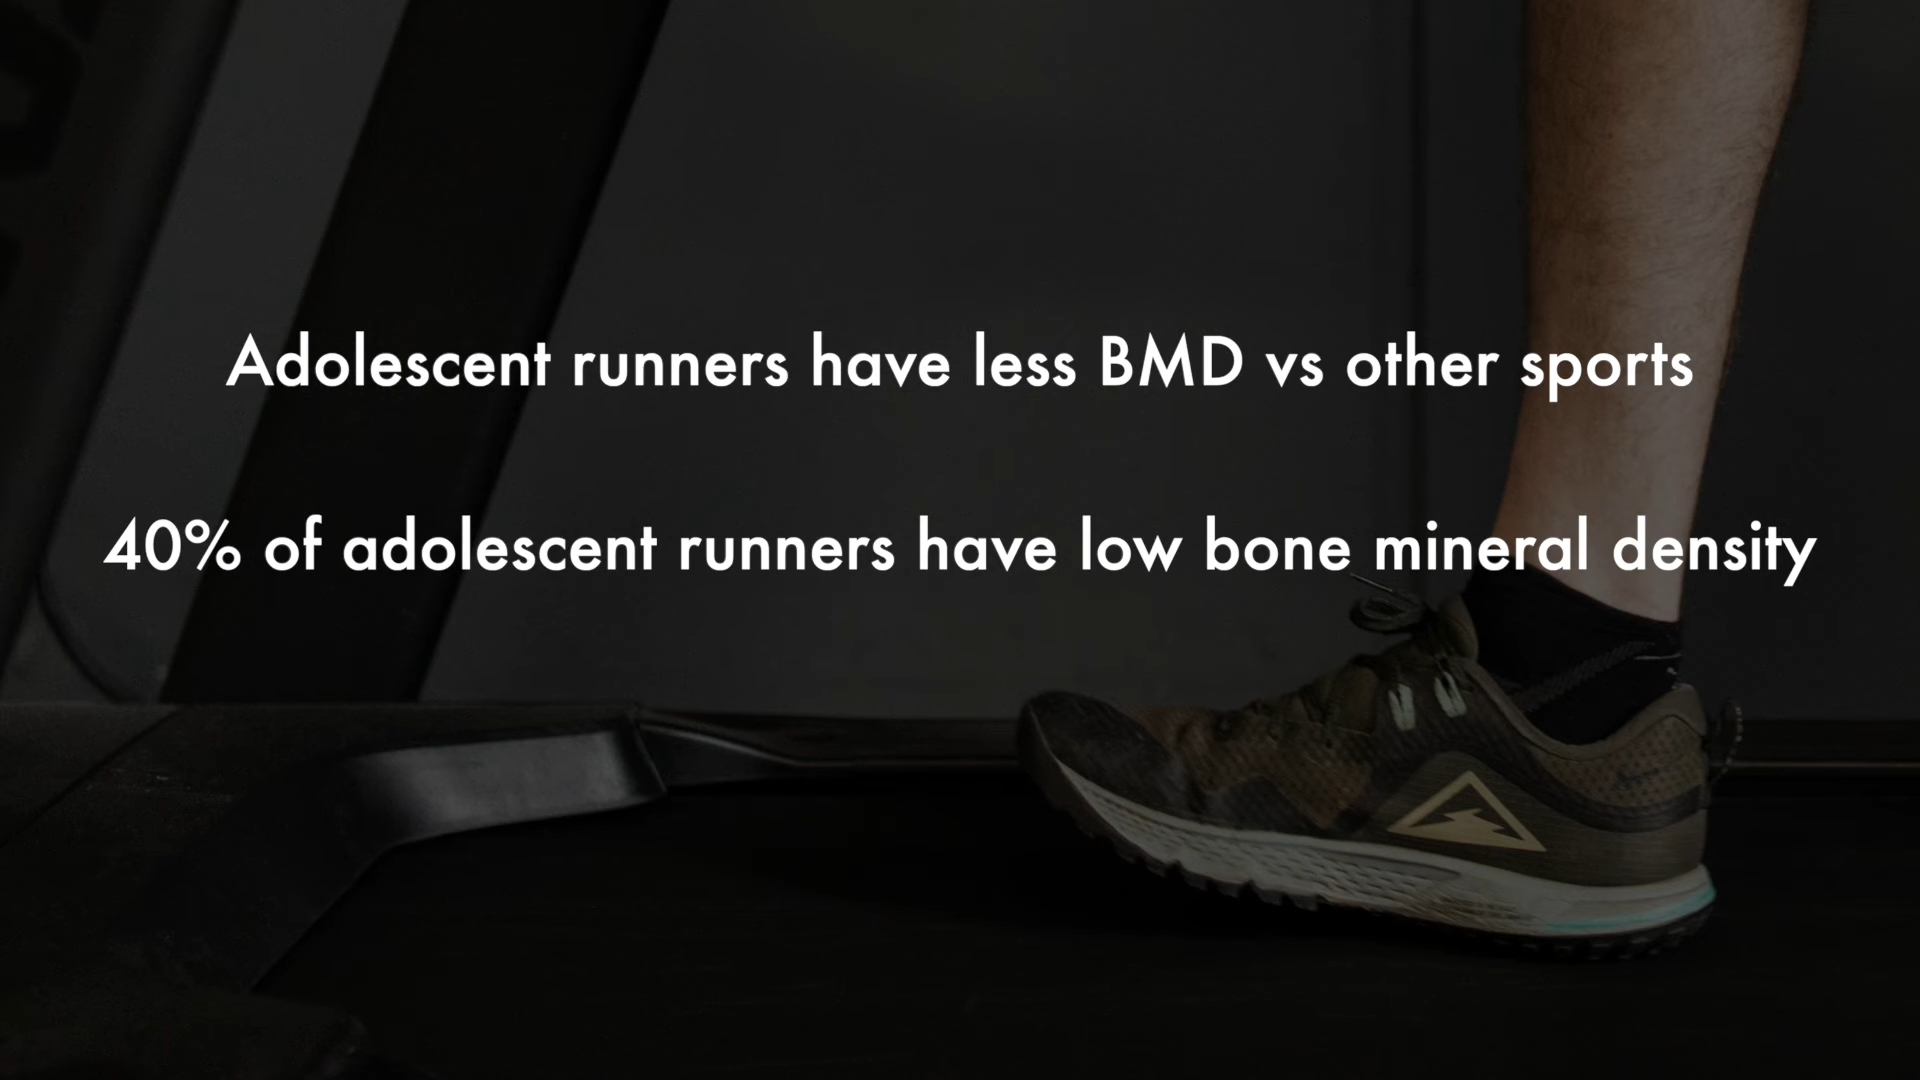 Adolescent runners have less BMD vs other sports
40% of adolescent runners have low bone mineral density